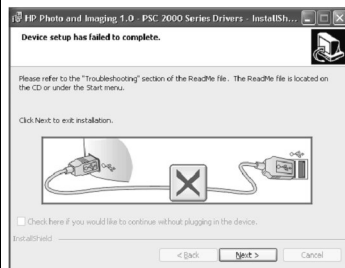 HP Photo and Imaging 1.0 - PSC 2000 Series Drivers - InstallSh...
Device setup has failed to complete.
Please refer to the "Troubleshooting" section of the ReadMe file. The ReadMe file is located on
the CD or under the Start menu.
Click Next to exit installation.
Check here if you would like to continue without plugging in the device.
InstallShield
< Back Next > Cancel